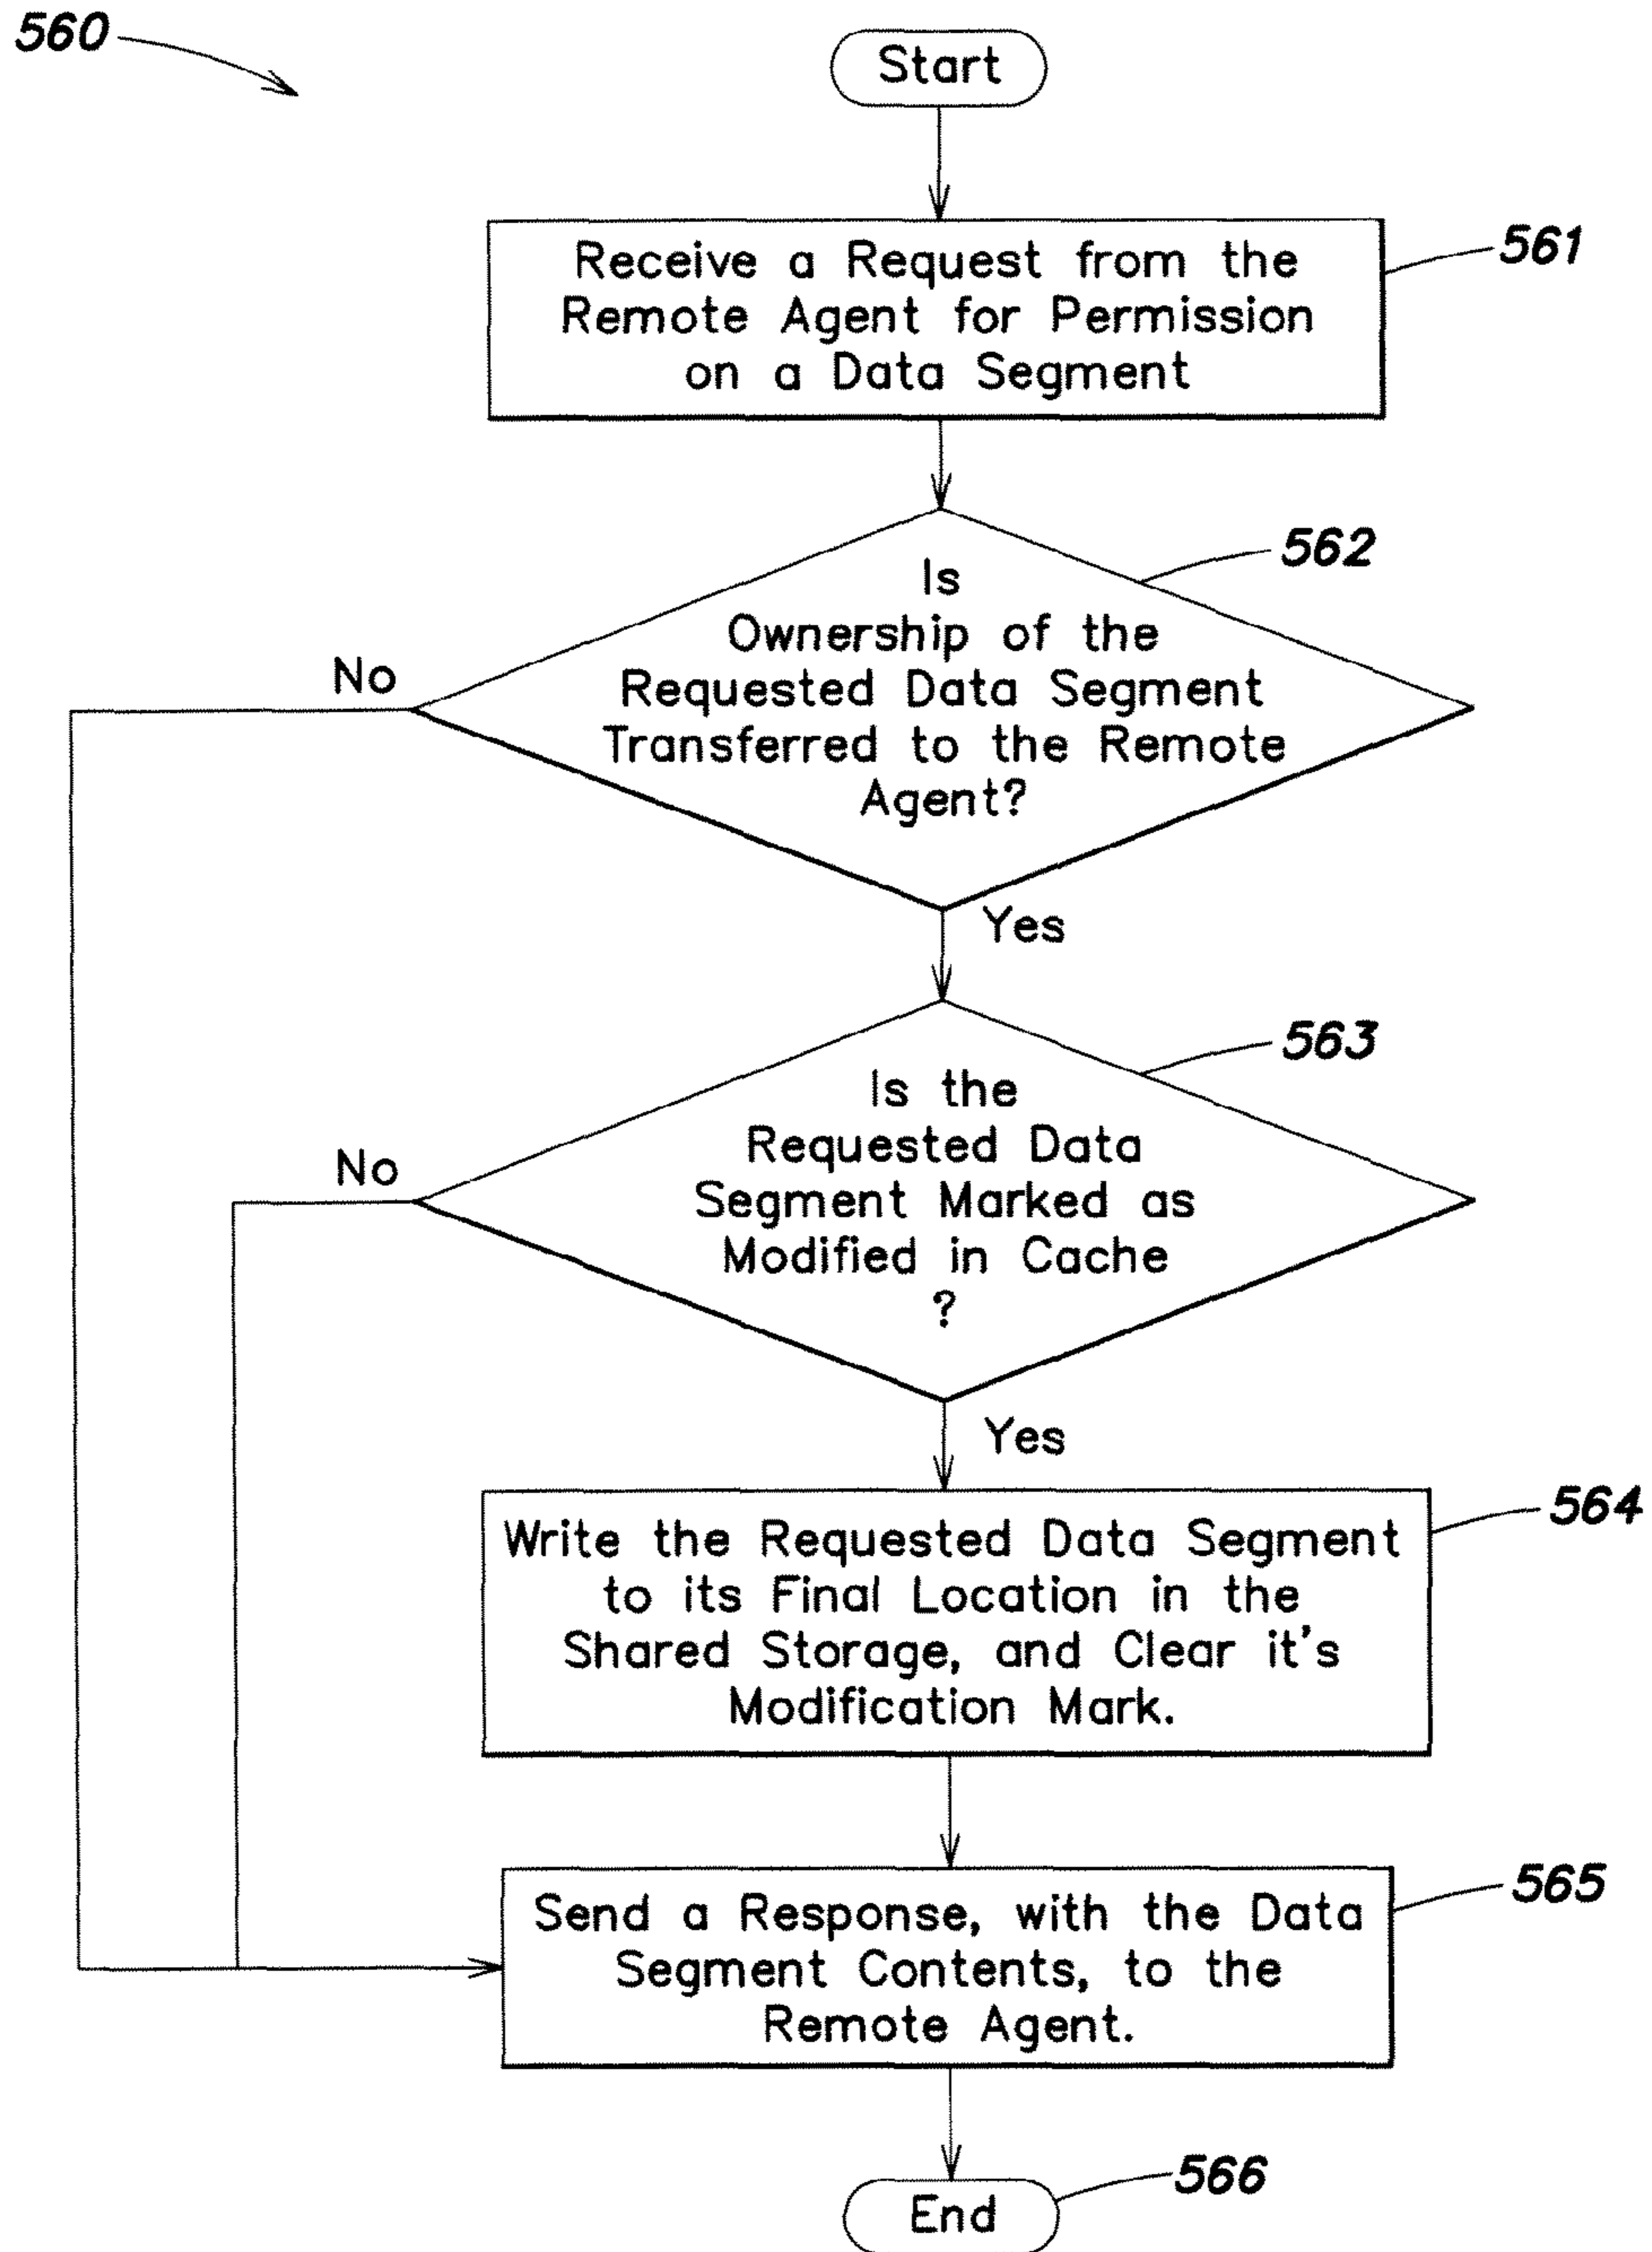 560
Start
Receive a Request from the
Remote Agent for Permission
on a Data Segment
561
Is
Ownership of the
Requested Data Segment
Transferred to the Remote
Agent?
562
No
Yes
Is the
Requested Data
Segment Marked as
Modified in Cache
?
563
No
Yes
Write the Requested Data Segment
to its Final Location in the
Shared Storage, and Clear it's
Modification Mark.
564
Send a Response, with the Data
Segment Contents, to the
Remote Agent.
565
End
566